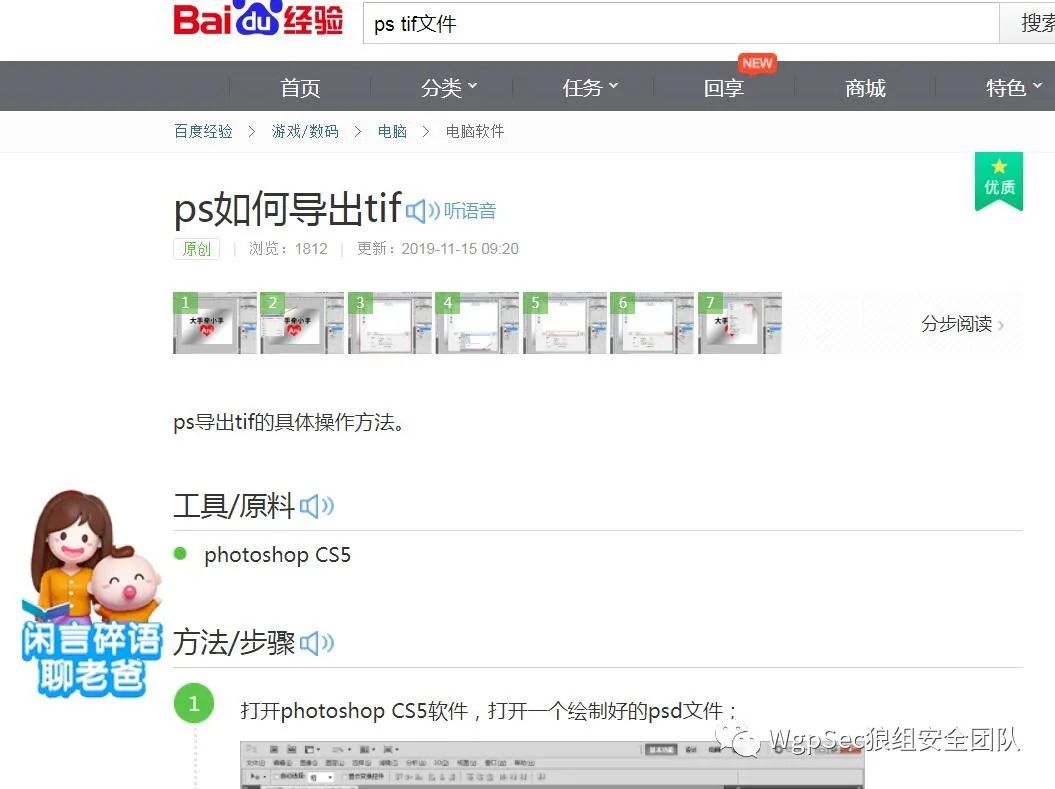 Bai du 经验
ps tif文件
搜索
首页 分类 任务 回享 NEW 商城 特色
百度经验 > 游戏/数码 > 电脑 > 电脑软件
优质
ps如何导出tif 听语音
原创 | 浏览：1812 | 更新：2019-11-15 09:20
1 2 3 4 5 6 7
大手牵小手
分步阅读 >
ps导出tif的具体操作方法。
工具/原料
photoshop CS5
闲言碎语
聊老爸
方法/步骤
1 打开photoshop CS5软件，打开一个绘制好的psd文件；
WgpSec狼组安全团队